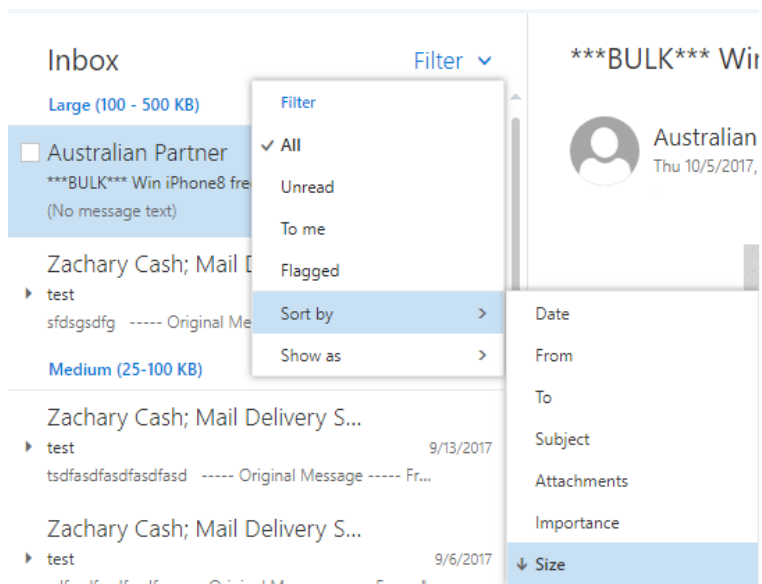 Inbox
Filter
Large (100 - 500 KB)
Australian Partner
***BULK*** Win iPhone8 fre
(No message text)
Zachary Cash; Mail D
test
sfdsgsdfg ----- Original Me
Medium (25-100 KB)
Zachary Cash; Mail Delivery S...
test 9/13/2017
tsdfasdfasdfasdfasd ----- Original Message ----- Fr...
Zachary Cash; Mail Delivery S...
test 9/6/2017
Filter
All
Unread
To me
Flagged
Sort by
Show as
Date
From
To
Subject
Attachments
Importance
Size
***BULK*** Wi
Australian
Thu 10/5/2017,